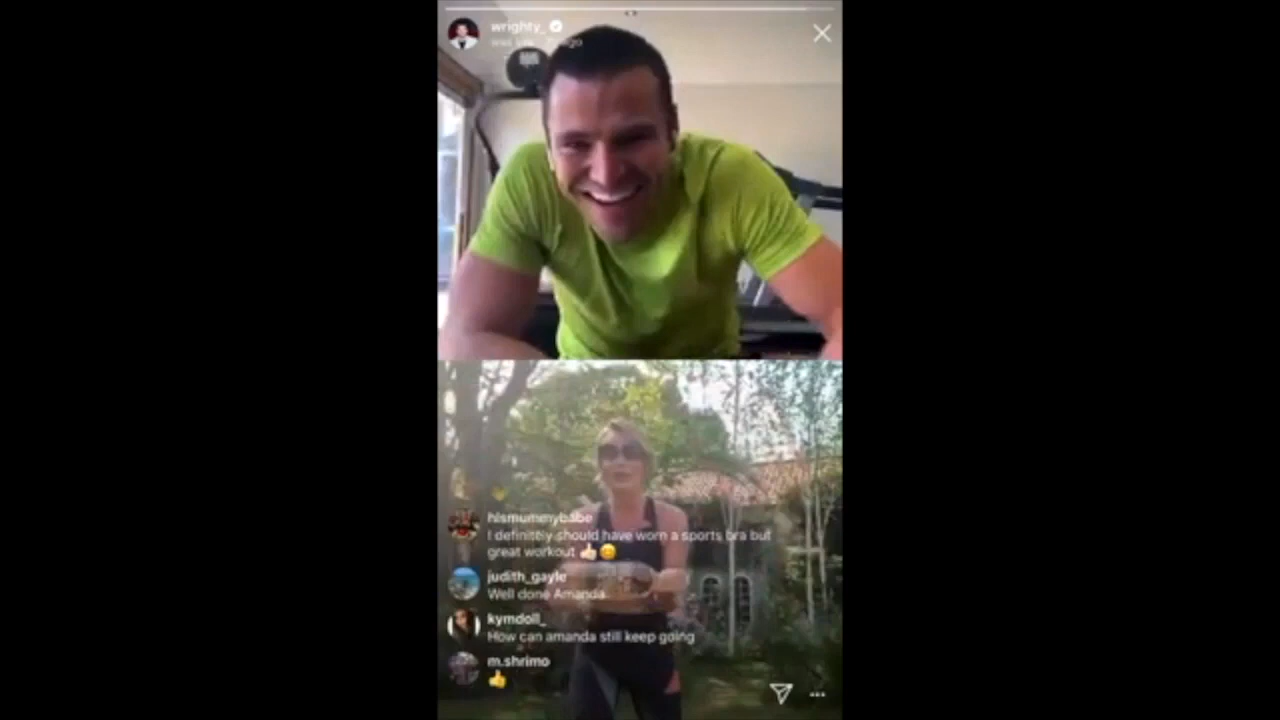 wrighty_
hismummybabe
I definitely should have worn a sports bra but
great workout 👍🏻😊
judith_gayle
Well done Amanda
kymdoll_
How can amanda still keep going
m.shrimo
👍